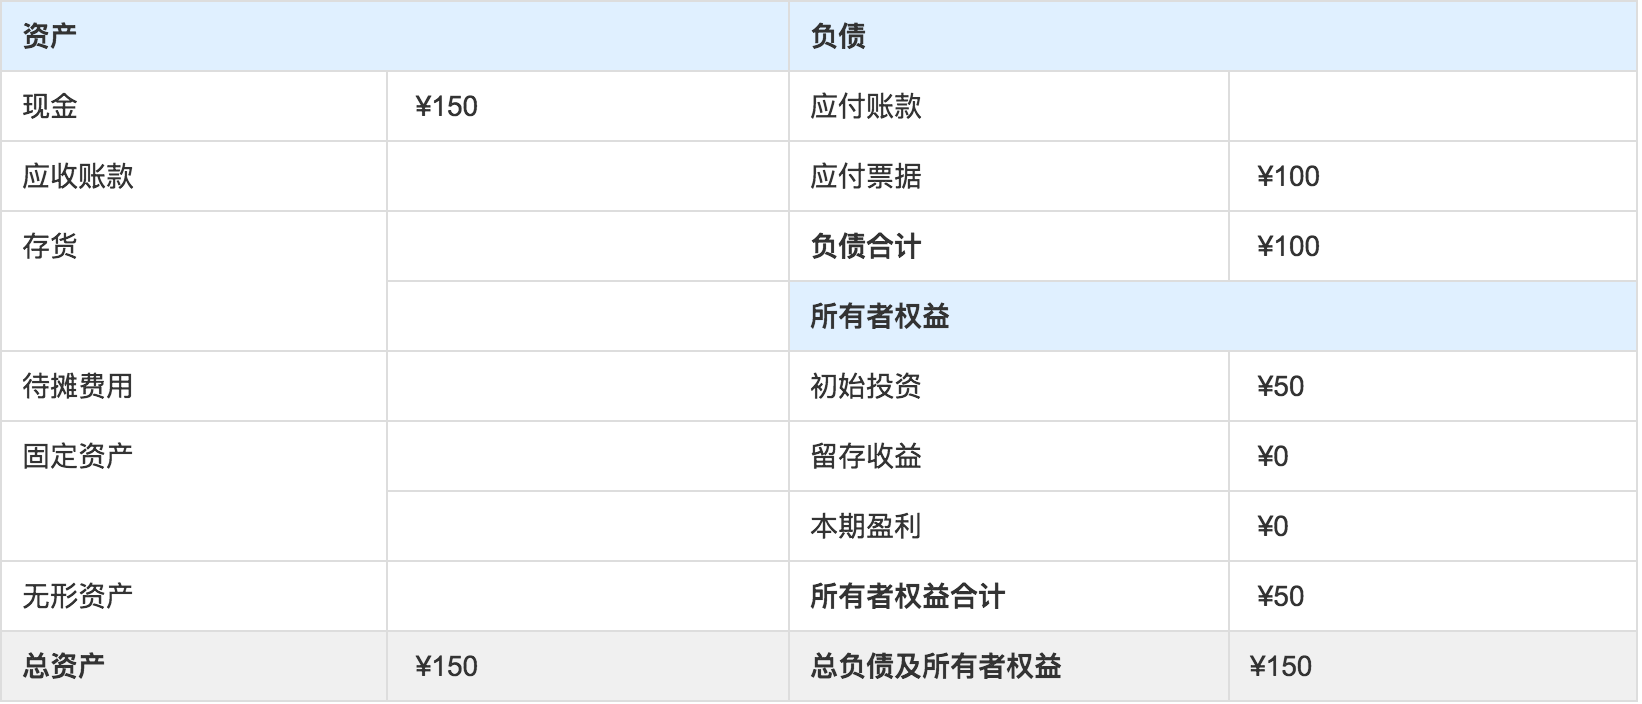 资产 负债
现金 ¥150 应付账款
应收账款 应付票据 ¥100
存货 负债合计 ¥100
所有者权益
待摊费用 初始投资 ¥50
固定资产 留存收益 ¥0
本期盈利 ¥0
无形资产 所有者权益合计 ¥50
总资产 ¥150 总负债及所有者权益 ¥150